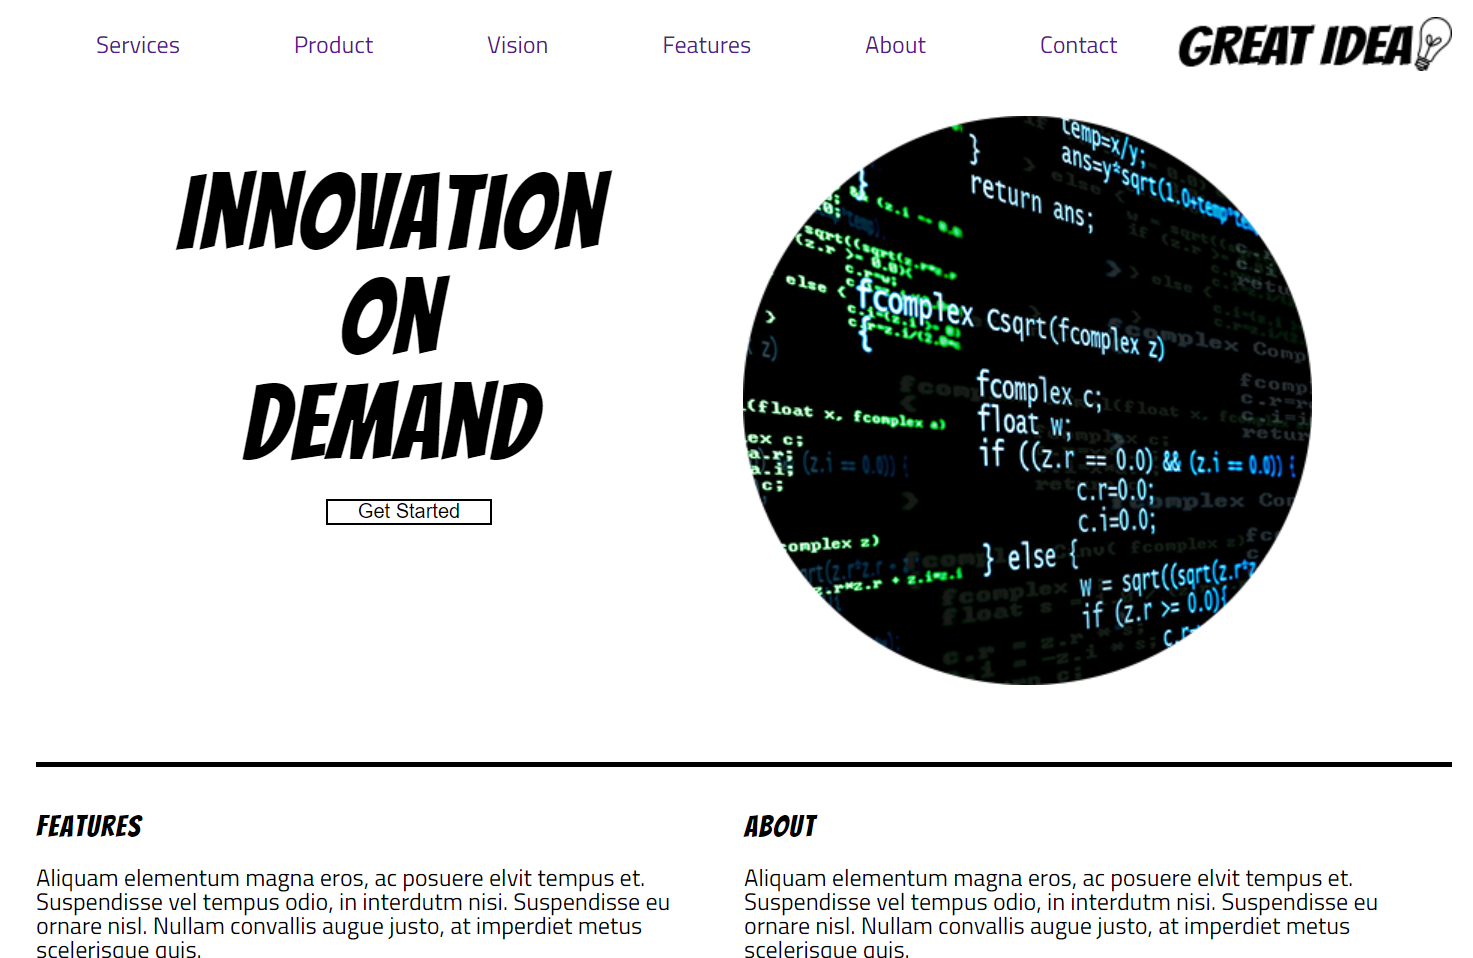 Services Product Vision Features About Contact GREAT IDEA
INNOVATION
ON
DEMAND
Get Started
temp=x/y;
}
ans=y*sqrt(1.0+temp*te
return ans;
else {
fcomplex Csqrt(fcomplex z)
{
fcomplex c;
(float x, fcomplex a)
float w;
if ((z.r == 0.0) && (z.i == 0.0)) {
c.r=0.0;
c.i=0.0;
} else {
w = sqrt((sqrt(z.r*z
if (z.r >= 0.0){
FEATURES
Aliquam elementum magna eros, ac posuere elvit tempus et.
Suspendisse vel tempus odio, in interdutm nisi. Suspendisse eu
ornare nisl. Nullam convallis augue justo, at imperdiet metus
scelerisque quis.
ABOUT
Aliquam elementum magna eros, ac posuere elvit tempus et.
Suspendisse vel tempus odio, in interdutm nisi. Suspendisse eu
ornare nisl. Nullam convallis augue justo, at imperdiet metus
scelerisque quis.